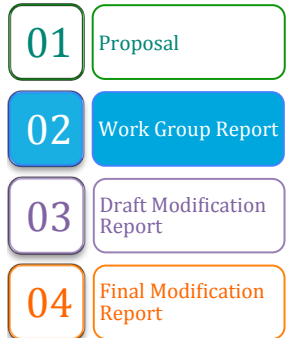 01
Proposal
02
Work Group Report
03
Draft Modification
Report
04
Final Modification
Report